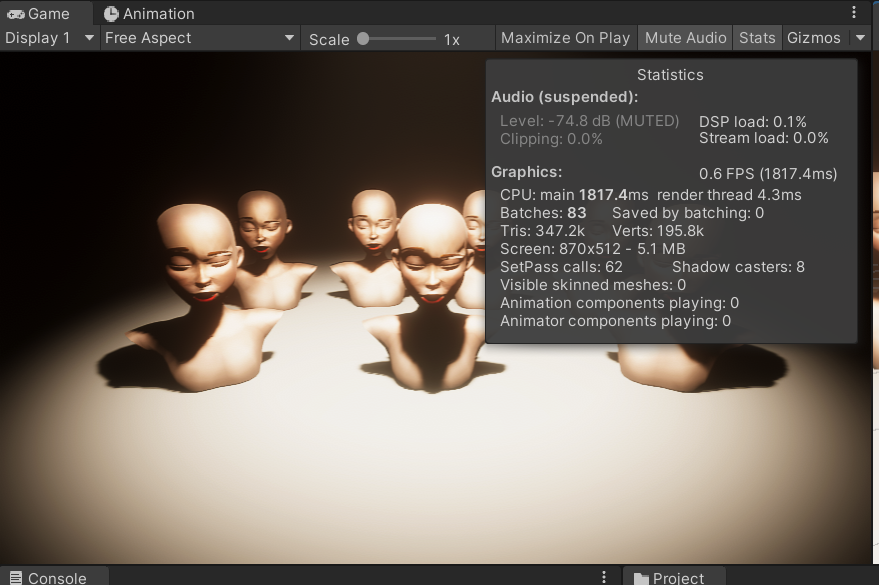 Game Animation
Display 1 Free Aspect Scale 1x Maximize On Play Mute Audio Stats Gizmos
Statistics
Audio (suspended):
Level: -74.8 dB (MUTED) DSP load: 0.1%
Clipping: 0.0% Stream load: 0.0%
Graphics: 0.6 FPS (1817.4ms)
CPU: main 1817.4ms render thread 4.3ms
Batches: 83 Saved by batching: 0
Tris: 347.2k Verts: 195.8k
Screen: 870x512 - 5.1 MB
SetPass calls: 62 Shadow casters: 8
Visible skinned meshes: 0
Animation components playing: 0
Animator components playing: 0
Console Project